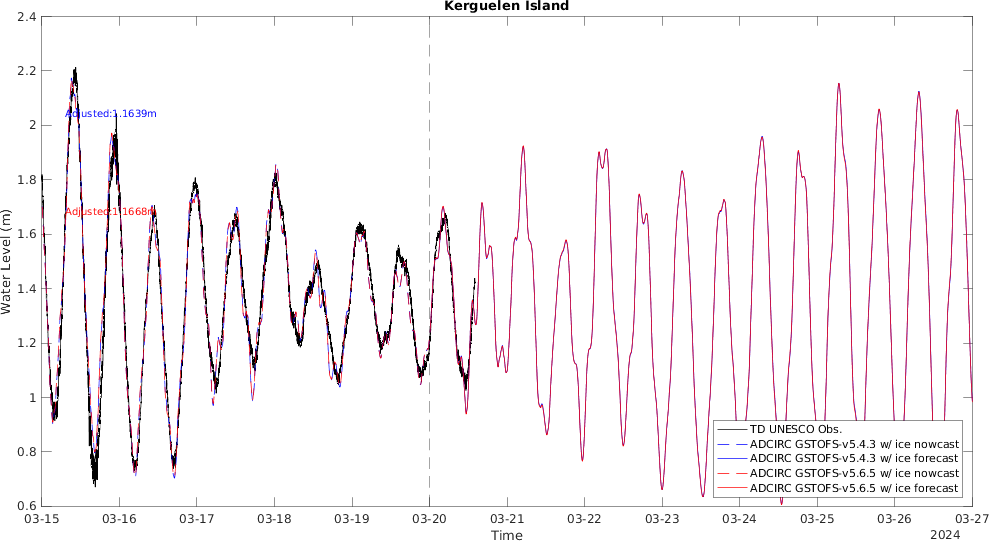 Kerguelen Island
2.4
2.2
2
1.8
1.6
1.4
1.2
1
0.8
0.6
Water Level (m)
Adjusted:1.1639m
Adjusted:1.1668m
TD UNESCO Obs.
ADCIRC GSTOFS-v5.4.3 w/ ice nowcast
ADCIRC GSTOFS-v5.4.3 w/ ice forecast
ADCIRC GSTOFS-v5.6.5 w/ ice nowcast
ADCIRC GSTOFS-v5.6.5 w/ ice forecast
03-15 03-16 03-17 03-18 03-19 03-20 03-21 03-22 03-23 03-24 03-25 03-26 03-27
Time
2024